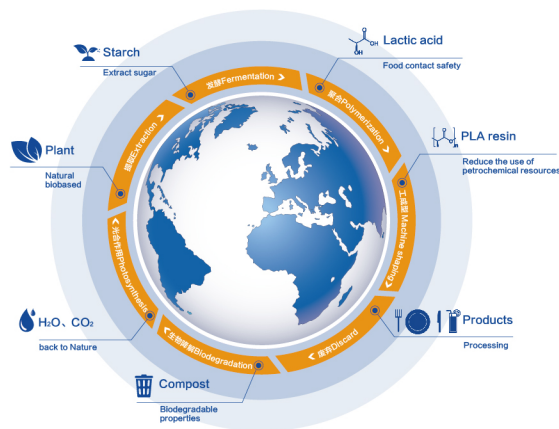 Starch
Extract sugar
发酵Fermentation
OH
OH
O
Lactic acid
Food contact safety
聚合Polymerization
O
O
n
PLA resin
Reduce the use of
petrochemical resources
工成型 Machine shaping
Products
Processing
废弃Discard
Compost
Biodegradable
properties
生物降解Biodegradation
H₂O、CO₂
back to Nature
光合作用Photosynthesis
Plant
Natural
biobased
提取Extraction